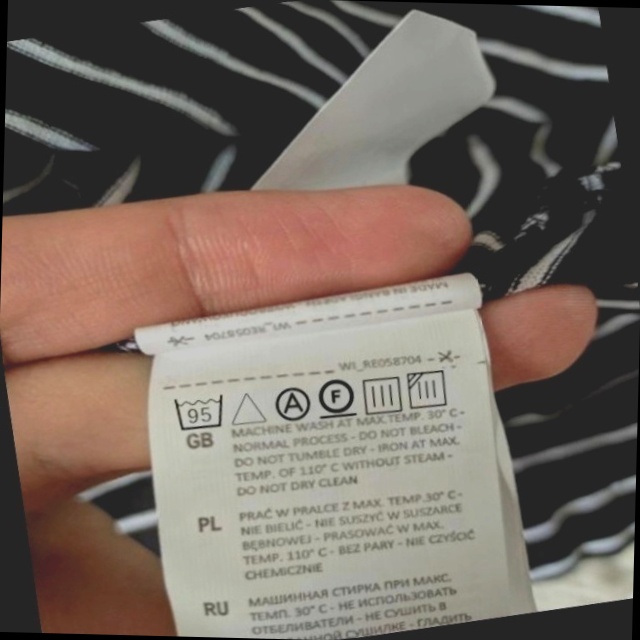 WI_RE058704
WI_RE058704
95 A F
GB
MACHINE WASH AT MAX.TEMP. 30° C -
NORMAL PROCESS - DO NOT BLEACH -
DO NOT TUMBLE DRY - IRON AT MAX.
TEMP. OF 110° C WITHOUT STEAM -
DO NOT DRY CLEAN
PL
PRAĆ W PRALCE Z MAX. TEMP.30° C -
NIE BIELIĆ - NIE SUSZYĆ W SUSZARCE
BĘBNOWEJ - PRASOWAĆ W MAX.
TEMP. 110° C - BEZ PARY - NIE CZYŚCIĆ
CHEMICZNIE
RU
МАШИННАЯ СТИРКА ПРИ МАКС.
ТЕМП. 30° C - НЕ ИСПОЛЬЗОВАТЬ
ОТБЕЛИВАТЕЛИ - НЕ СУШИТЬ В
СУШИЛКЕ - ГЛАДИТЬ